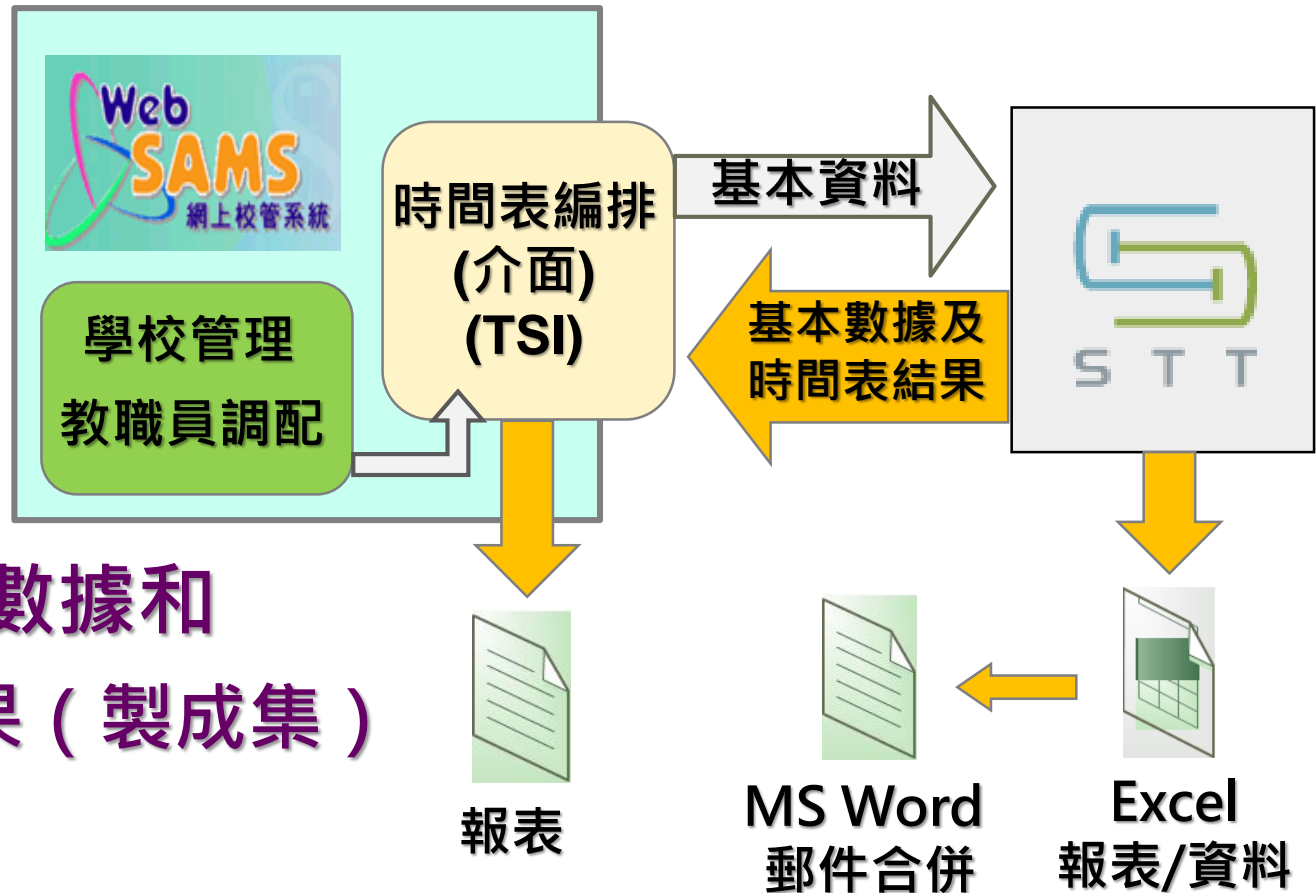 Web
SAMS
網上校管系統
學校管理
教職員調配
時間表編排
(介面)
(TSI)
基本資料
基本數據及
時間表結果
STT
數據和
果(製成集)
報表
MS Word
郵件合併
Excel
報表/資料